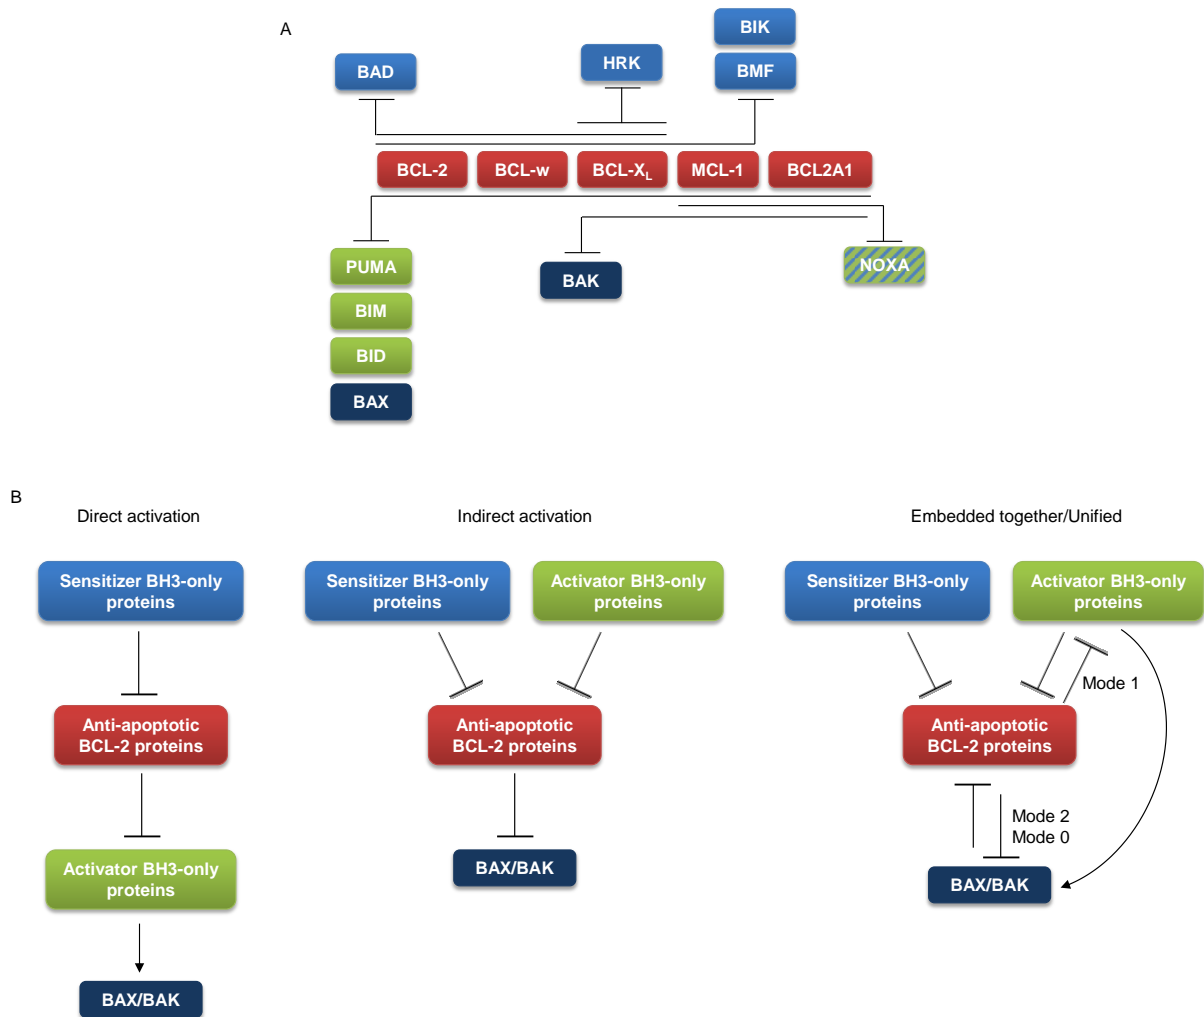 A
BIK
BAD
HRK
BMF
BCL-2
BCL-w
BCL-XL
MCL-1
BCL2A1
PUMA
BAK
NOXA
BIM
BID
BAX
B
Direct activation
Indirect activation
Embedded together/Unified
Sensitizer BH3-only
proteins
Sensitizer BH3-only
proteins
Activator BH3-only
proteins
Sensitizer BH3-only
proteins
Activator BH3-only
proteins
Mode 1
Anti-apoptotic
BCL-2 proteins
Anti-apoptotic
BCL-2 proteins
Anti-apoptotic
BCL-2 proteins
Mode 2
Mode 0
Activator BH3-only
proteins
BAX/BAK
BAX/BAK
BAX/BAK